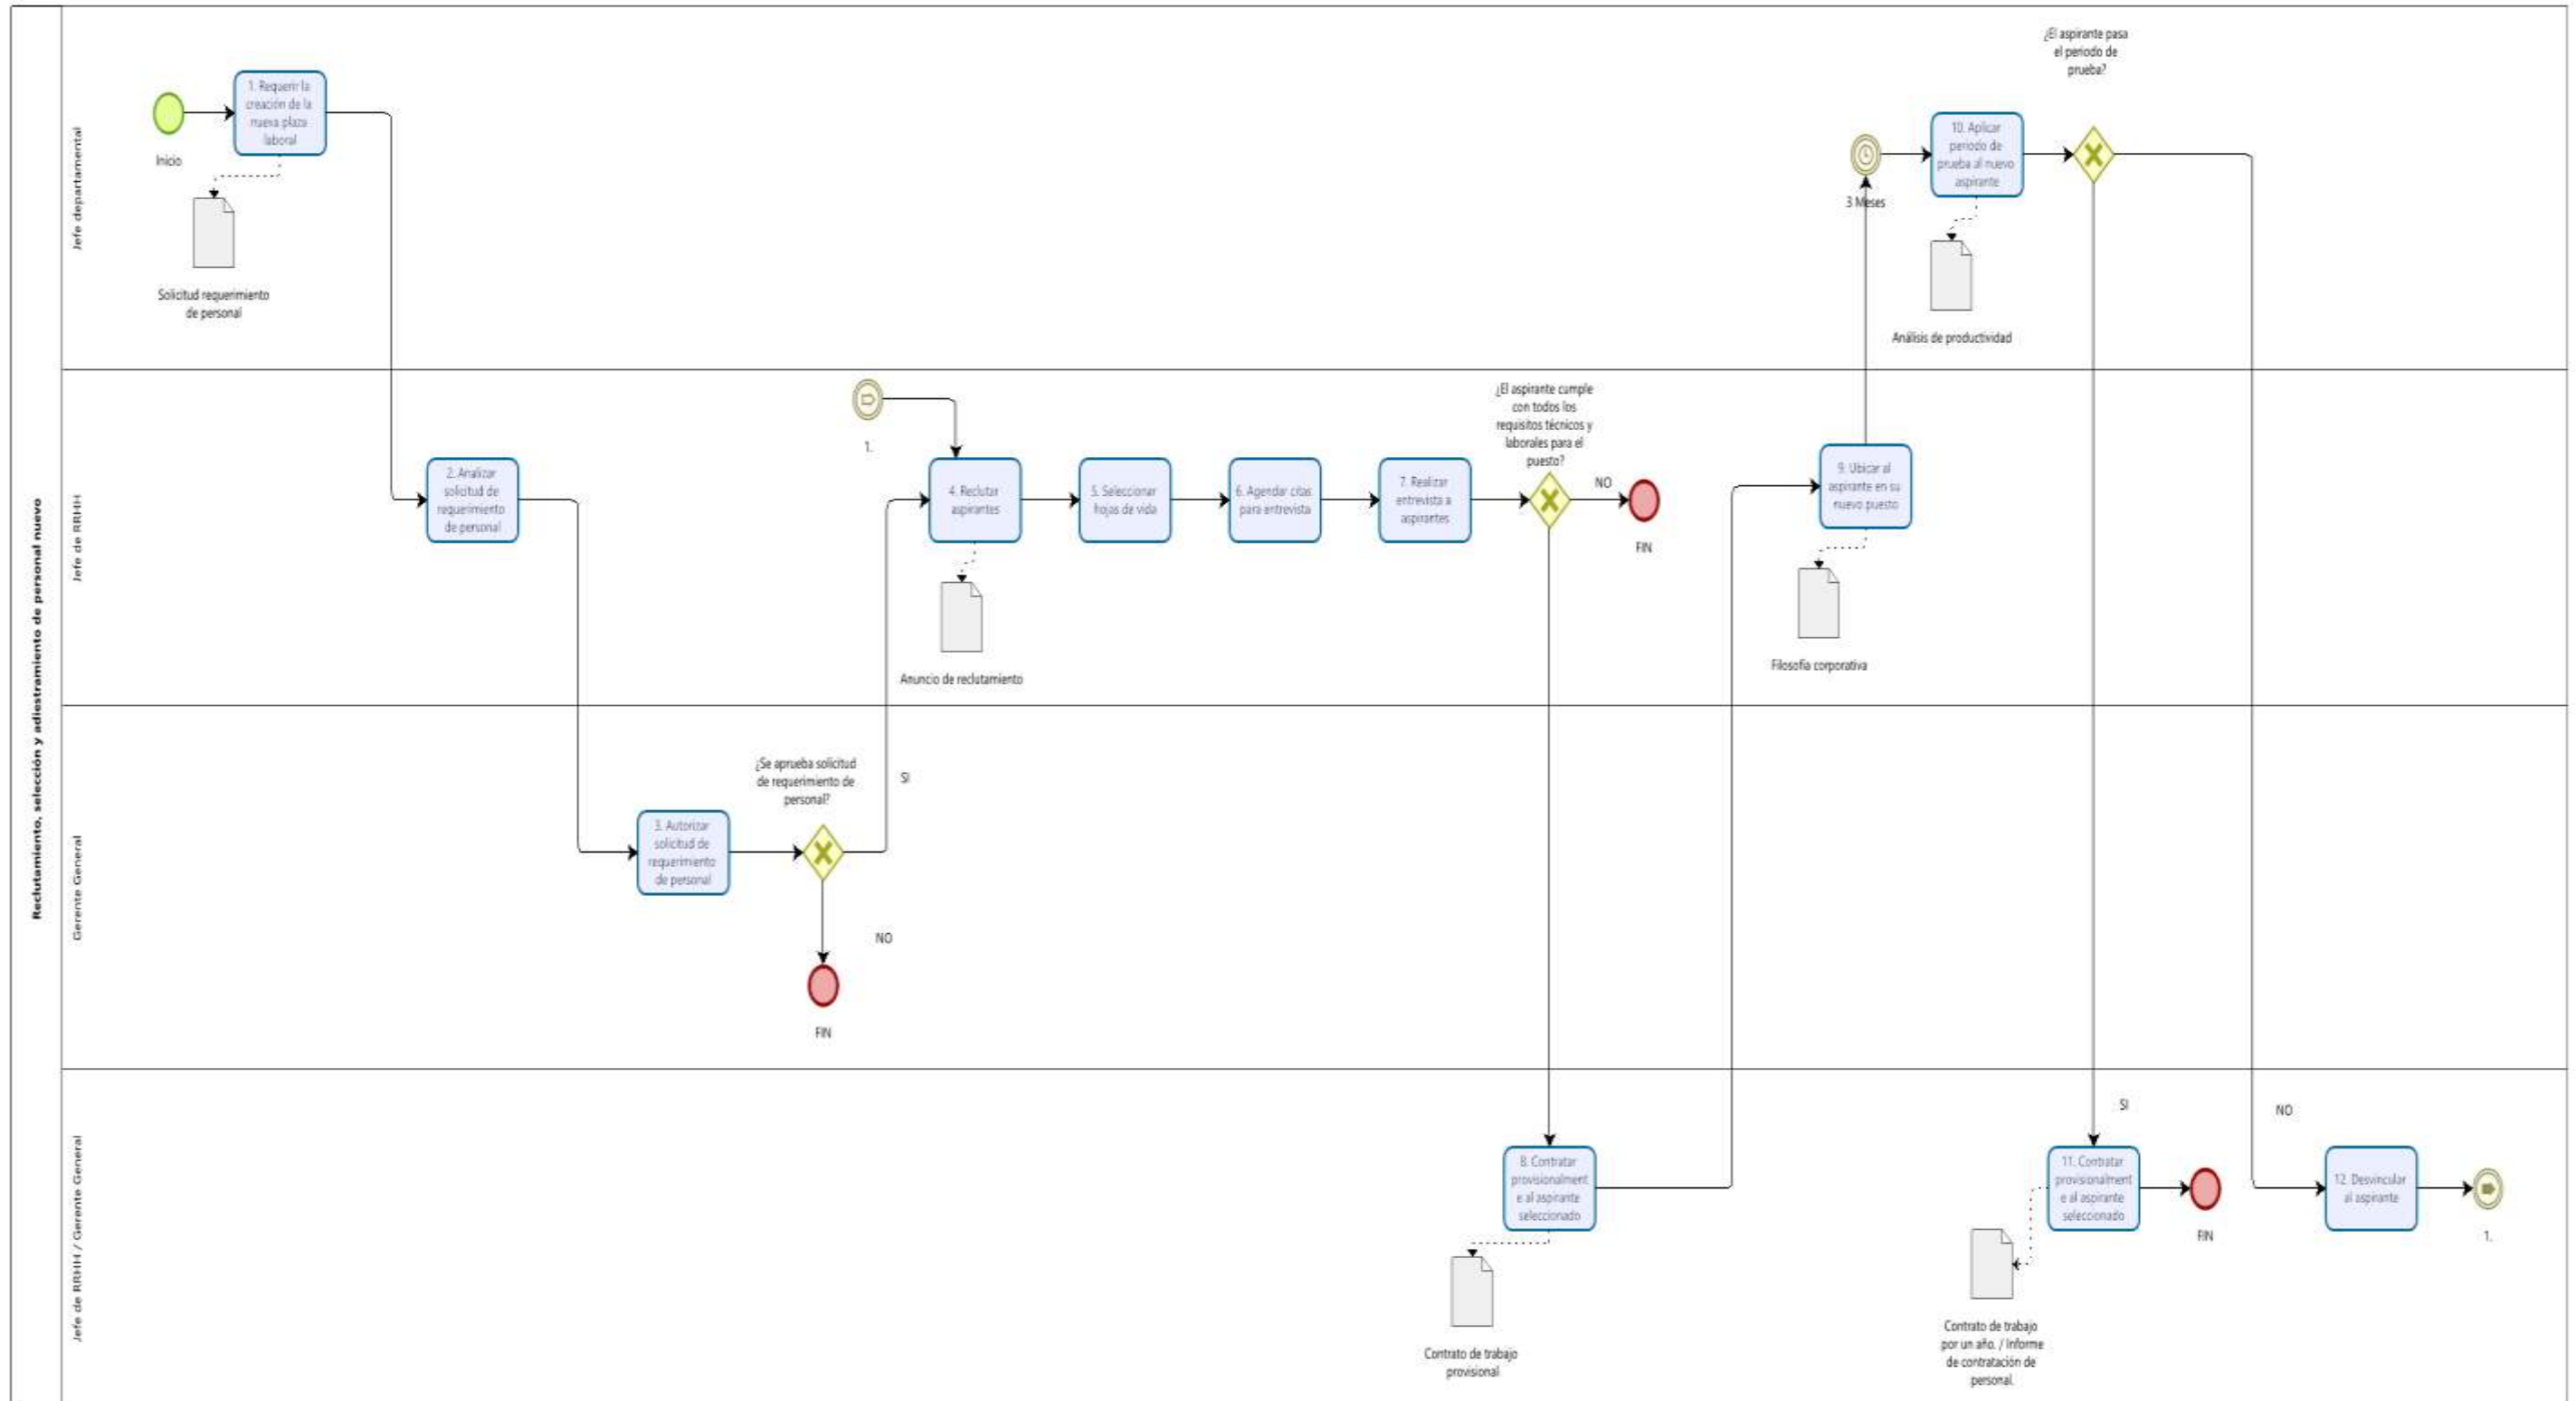 Reclutamiento, selección y adiestramiento de personal nuevo
Jefe departamental
Inicio
1. Requerir la
creación de la
nueva plaza
laboral
Solicitud requerimiento
de personal
3 Meses
10. Aplicar
periodo de
prueba al nuevo
aspirante
Análisis de productividad
¿El aspirante pasa
el periodo de
prueba?
Jefe de RRHH
2. Analizar
solicitud de
requerimiento
de personal
1.
4. Reclutar
aspirantes
Anuncio de reclutamiento
5. Seleccionar
hojas de vida
6. Agendar citas
para entrevista
7. Realizar
entrevista a
aspirantes
¿El aspirante cumple
con todos los
requisitos técnicos y
laborales para el
puesto?
NO
FIN
9. Ubicar al
aspirante en su
nuevo puesto
Filosofía corporativa
Gerente General
3. Autorizar
solicitud de
requerimiento
de personal
¿Se aprueba solicitud
de requerimiento de
personal?
SI
NO
FIN
Jefe de RRHH / Gerente General
8. Contratar
provisionalment
e al aspirante
seleccionado
Contrato de trabajo
provisional
SI
11. Contratar
provisionalment
e al aspirante
seleccionado
FIN
Contrato de trabajo
por un año. / Informe
de contratación de
personal.
NO
12. Desvincular
al aspirante
1.